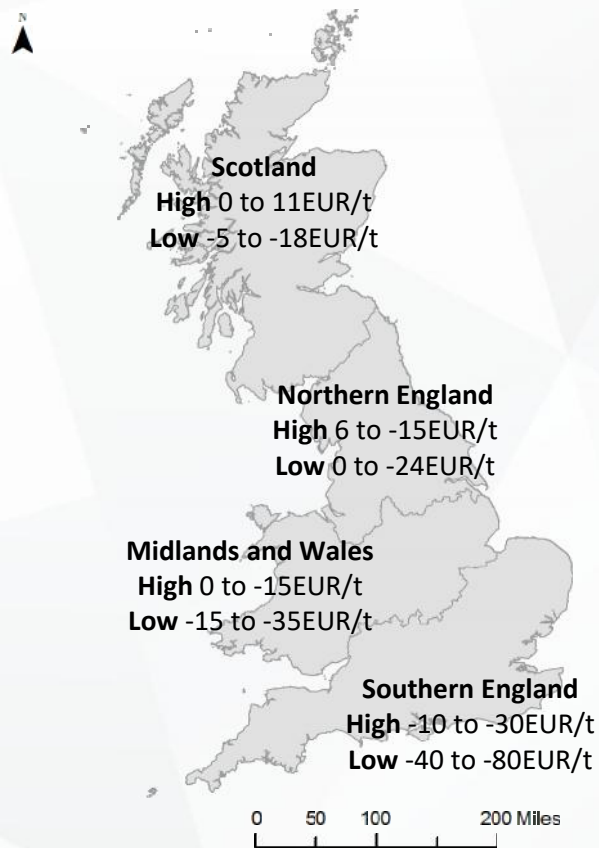 N
Scotland
High 0 to 11EUR/t
Low -5 to -18EUR/t
Northern England
High 6 to -15EUR/t
Low 0 to -24EUR/t
Midlands and Wales
High 0 to -15EUR/t
Low -15 to -35EUR/t
Southern England
High -10 to -30EUR/t
Low -40 to -80EUR/t
0 50 100 200 Miles